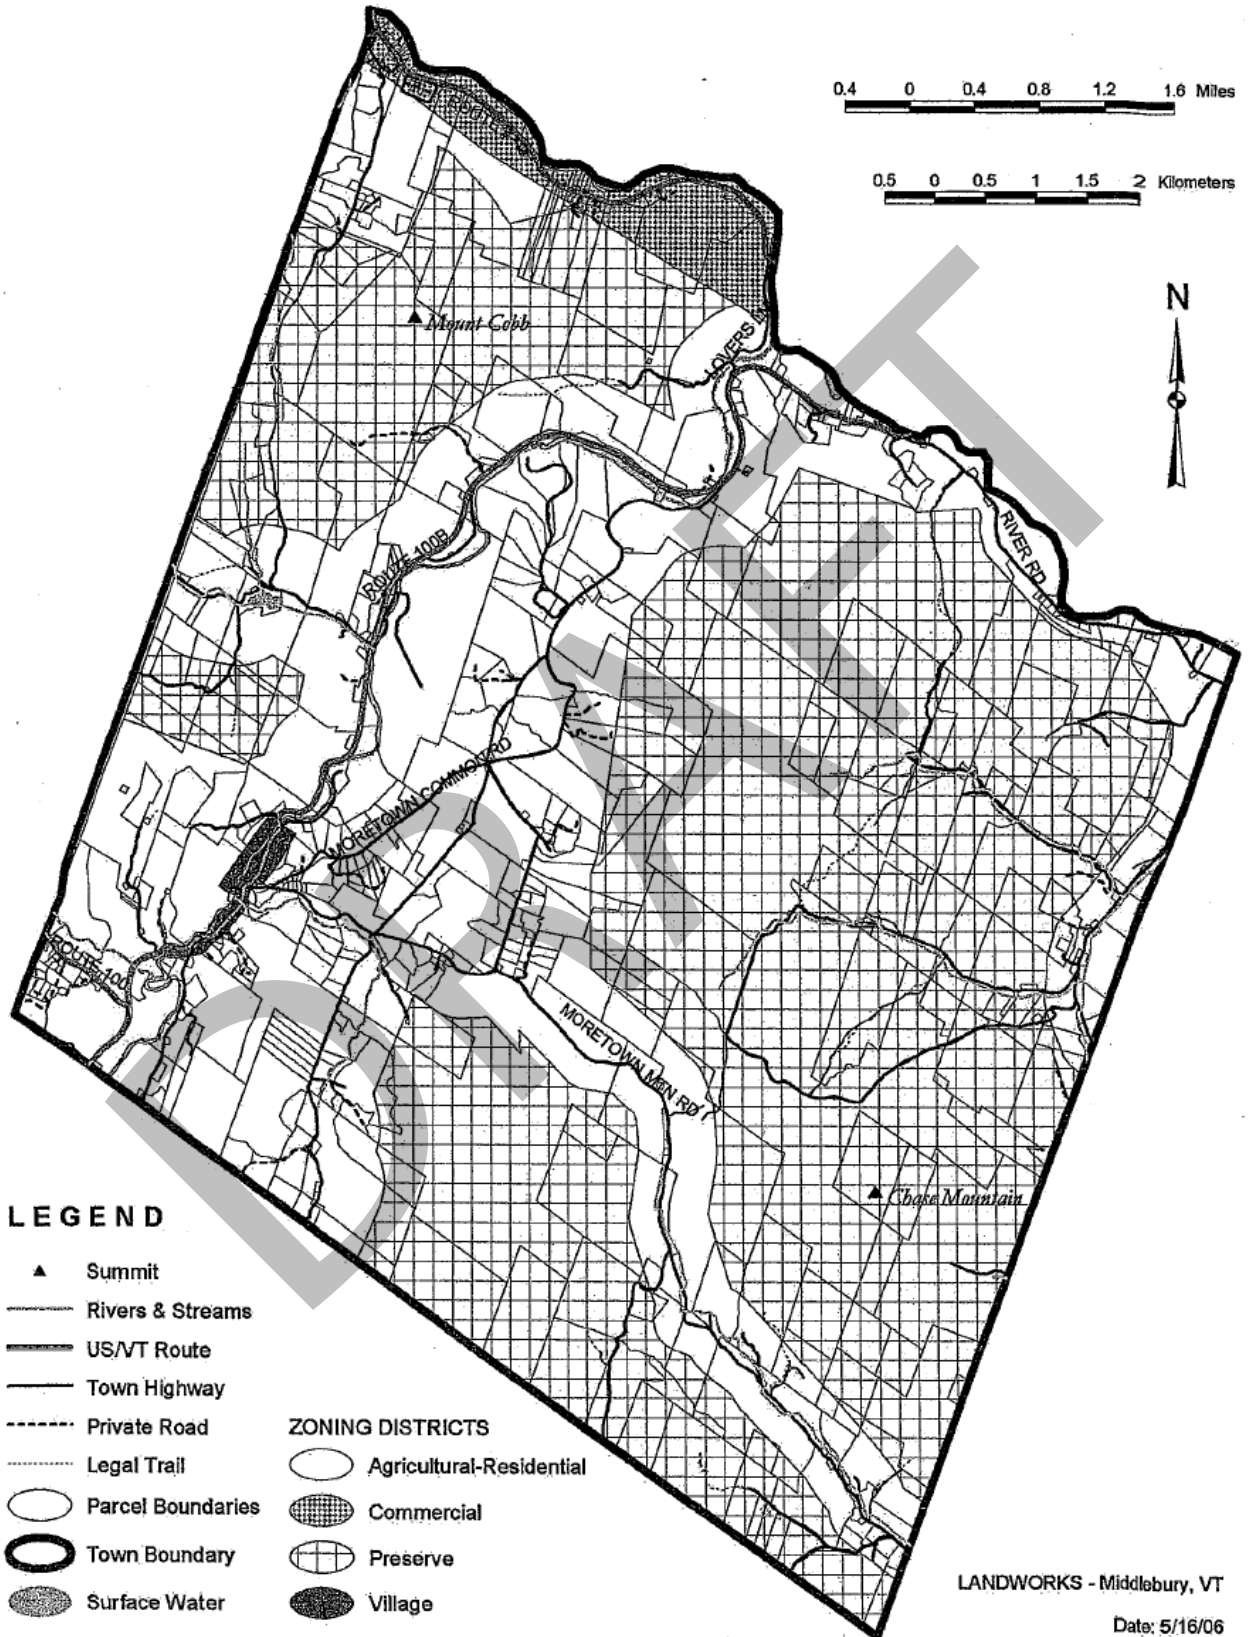 0.4 0 0.4 0.8 1.2 1.6 Miles
0.5 0 0.5 1 1.5 2 Kilometers
N
Mount Cobb
ROUTE 100B
RIVER RD
MORETOWN COMMON RD
ROUTE 100
MORETOWN MTN RD
Chase Mountain
DRAFT
LEGEND
Summit
Rivers & Streams
US/VT Route
Town Highway
Private Road
Legal Trail
Parcel Boundaries
Town Boundary
Surface Water
ZONING DISTRICTS
Agricultural-Residential
Commercial
Preserve
Village
LANDWORKS - Middlebury, VT
Date: 5/16/06